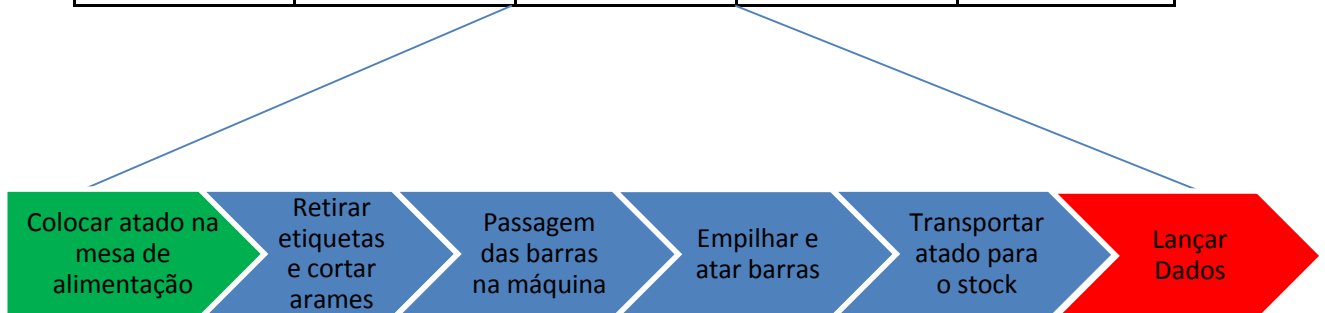 Colocar atado na
mesa de
alimentação
Retirar
etiquetas
e cortar
arames
Passagem
das barras
na máquina
Empilhar e
atar barras
Transportar
atado para
o stock
Lançar
Dados